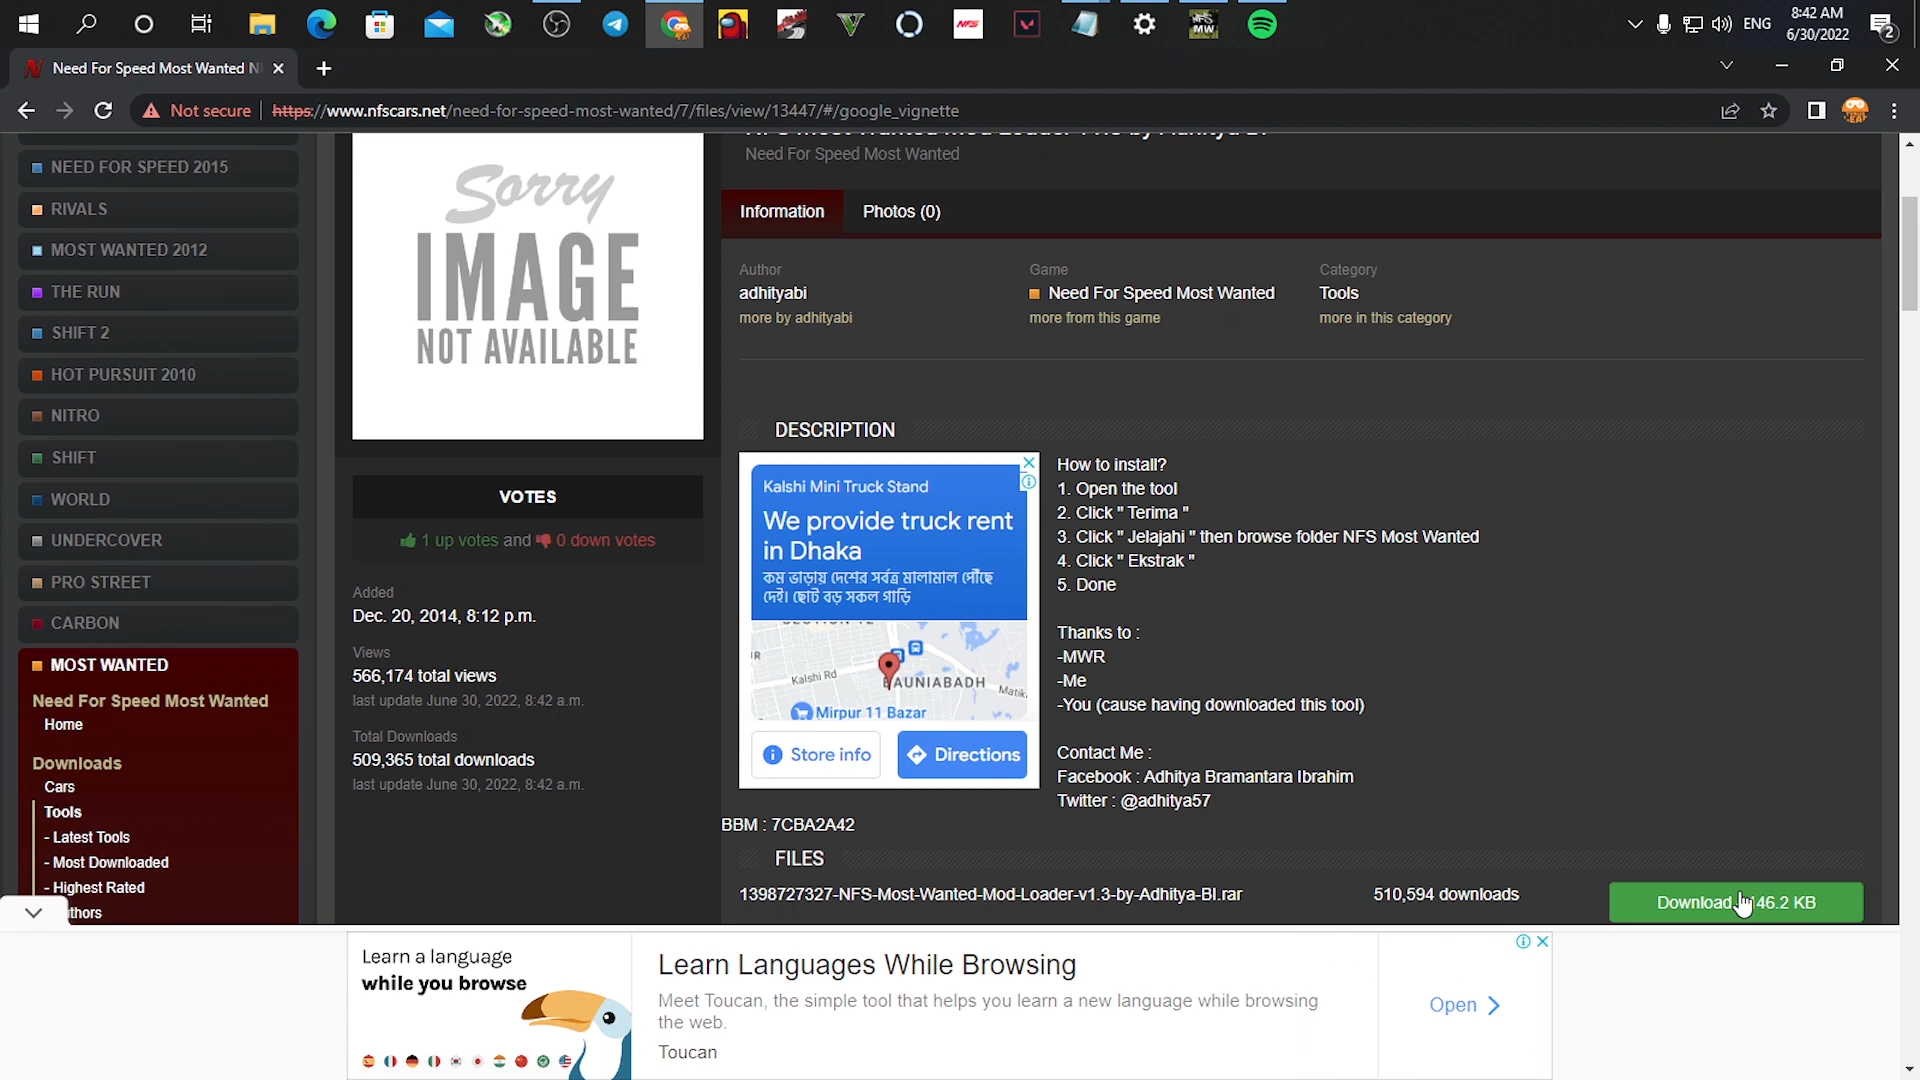 8:42 AM
ENG
6/30/2022
2
Need For Speed Most Wanted N
Not secure
https://www.nfscars.net/need-for-speed-most-wanted/7/files/view/13447/#/google_vignette
NEED FOR SPEED 2015
RIVALS
MOST WANTED 2012
THE RUN
SHIFT 2
HOT PURSUIT 2010
NITRO
SHIFT
WORLD
UNDERCOVER
PRO STREET
CARBON
MOST WANTED
Need For Speed Most Wanted
Home
Downloads
Cars
Tools
- Latest Tools
- Most Downloaded
- Highest Rated
Sorry
IMAGE
NOT AVAILABLE
VOTES
1 up votes and 0 down votes
Added
Dec. 20, 2014, 8:12 p.m.
Views
566,174 total views
last update June 30, 2022, 8:42 a.m.
Total Downloads
509,365 total downloads
last update June 30, 2022, 8:42 a.m.
Need For Speed Most Wanted
Information
Photos (0)
Author
adhityabi
more by adhityabi
Game
Need For Speed Most Wanted
more from this game
Category
Tools
more in this category
DESCRIPTION
Kalshi Mini Truck Stand
We provide truck rent
in Dhaka
কম ভাড়ায় দেশের সর্বত্র মালামাল পৌঁছে
দেই। ছোট বড় সকল গাড়ি
Kalshi Rd
BAUNIABADH
Mirpur 11 Bazar
Store info
Directions
How to install?
1. Open the tool
2. Click " Terima "
3. Click " Jelajahi " then browse folder NFS Most Wanted
4. Click " Ekstrak "
5. Done
Thanks to :
-MWR
-Me
-You (cause having downloaded this tool)
Contact Me :
Facebook : Adhitya Bramantara Ibrahim
Twitter : @adhitya57
BBM : 7CBA2A42
FILES
1398727327-NFS-Most-Wanted-Mod-Loader-v1.3-by-Adhitya-BI.rar
510,594 downloads
Download 46.2 KB
Learn a language
while you browse
Learn Languages While Browsing
Meet Toucan, the simple tool that helps you learn a new language while browsing
the web.
Toucan
Open